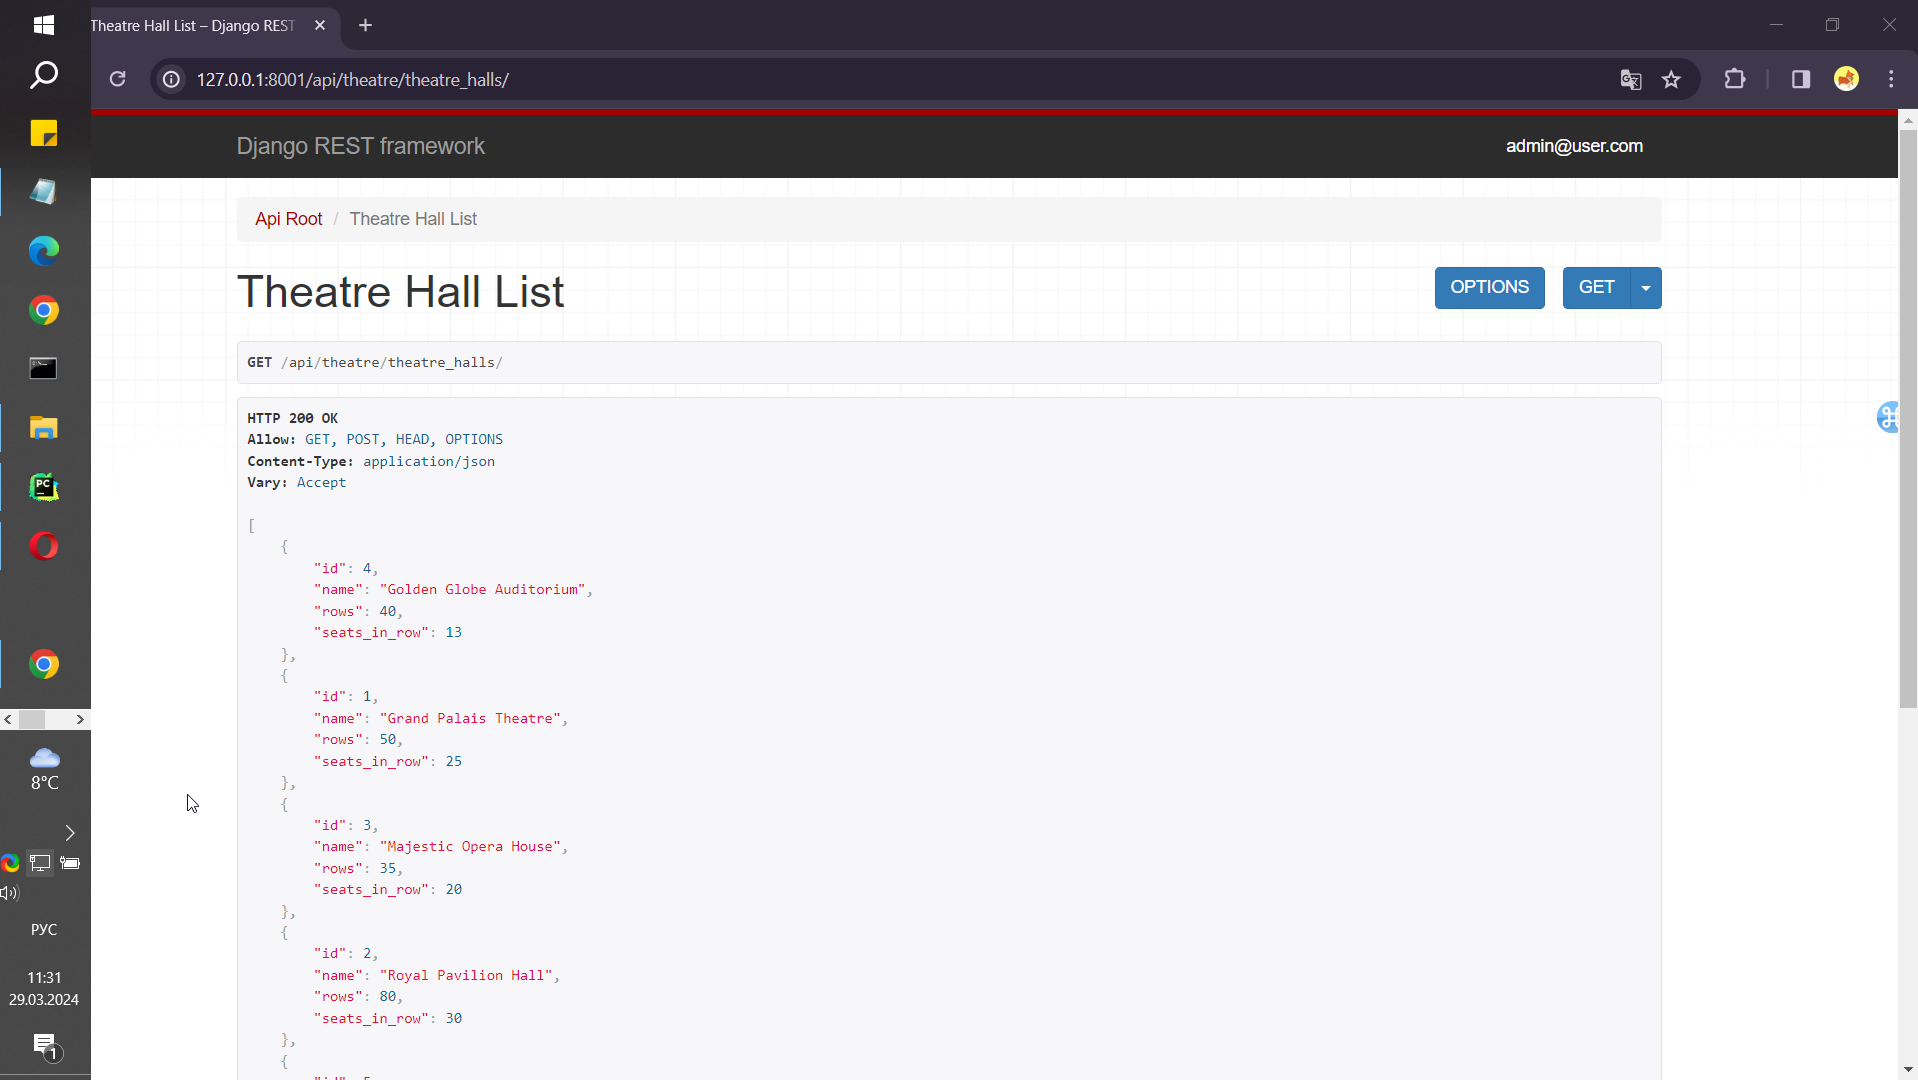 Theatre Hall List – Django REST
127.0.0.1:8001/api/theatre/theatre_halls/
Django REST framework
admin@user.com
Api Root / Theatre Hall List
Theatre Hall List
OPTIONS
GET
GET /api/theatre/theatre_halls/
HTTP 200 OK
Allow: GET, POST, HEAD, OPTIONS
Content-Type: application/json
Vary: Accept
[
{
"id": 4,
"name": "Golden Globe Auditorium",
"rows": 40,
"seats_in_row": 13
},
{
"id": 1,
"name": "Grand Palais Theatre",
"rows": 50,
"seats_in_row": 25
},
{
"id": 3,
"name": "Majestic Opera House",
"rows": 35,
"seats_in_row": 20
},
{
"id": 2,
"name": "Royal Pavilion Hall",
"rows": 80,
"seats_in_row": 30
},
{
PC
8°C
РУС
11:31
29.03.2024
1